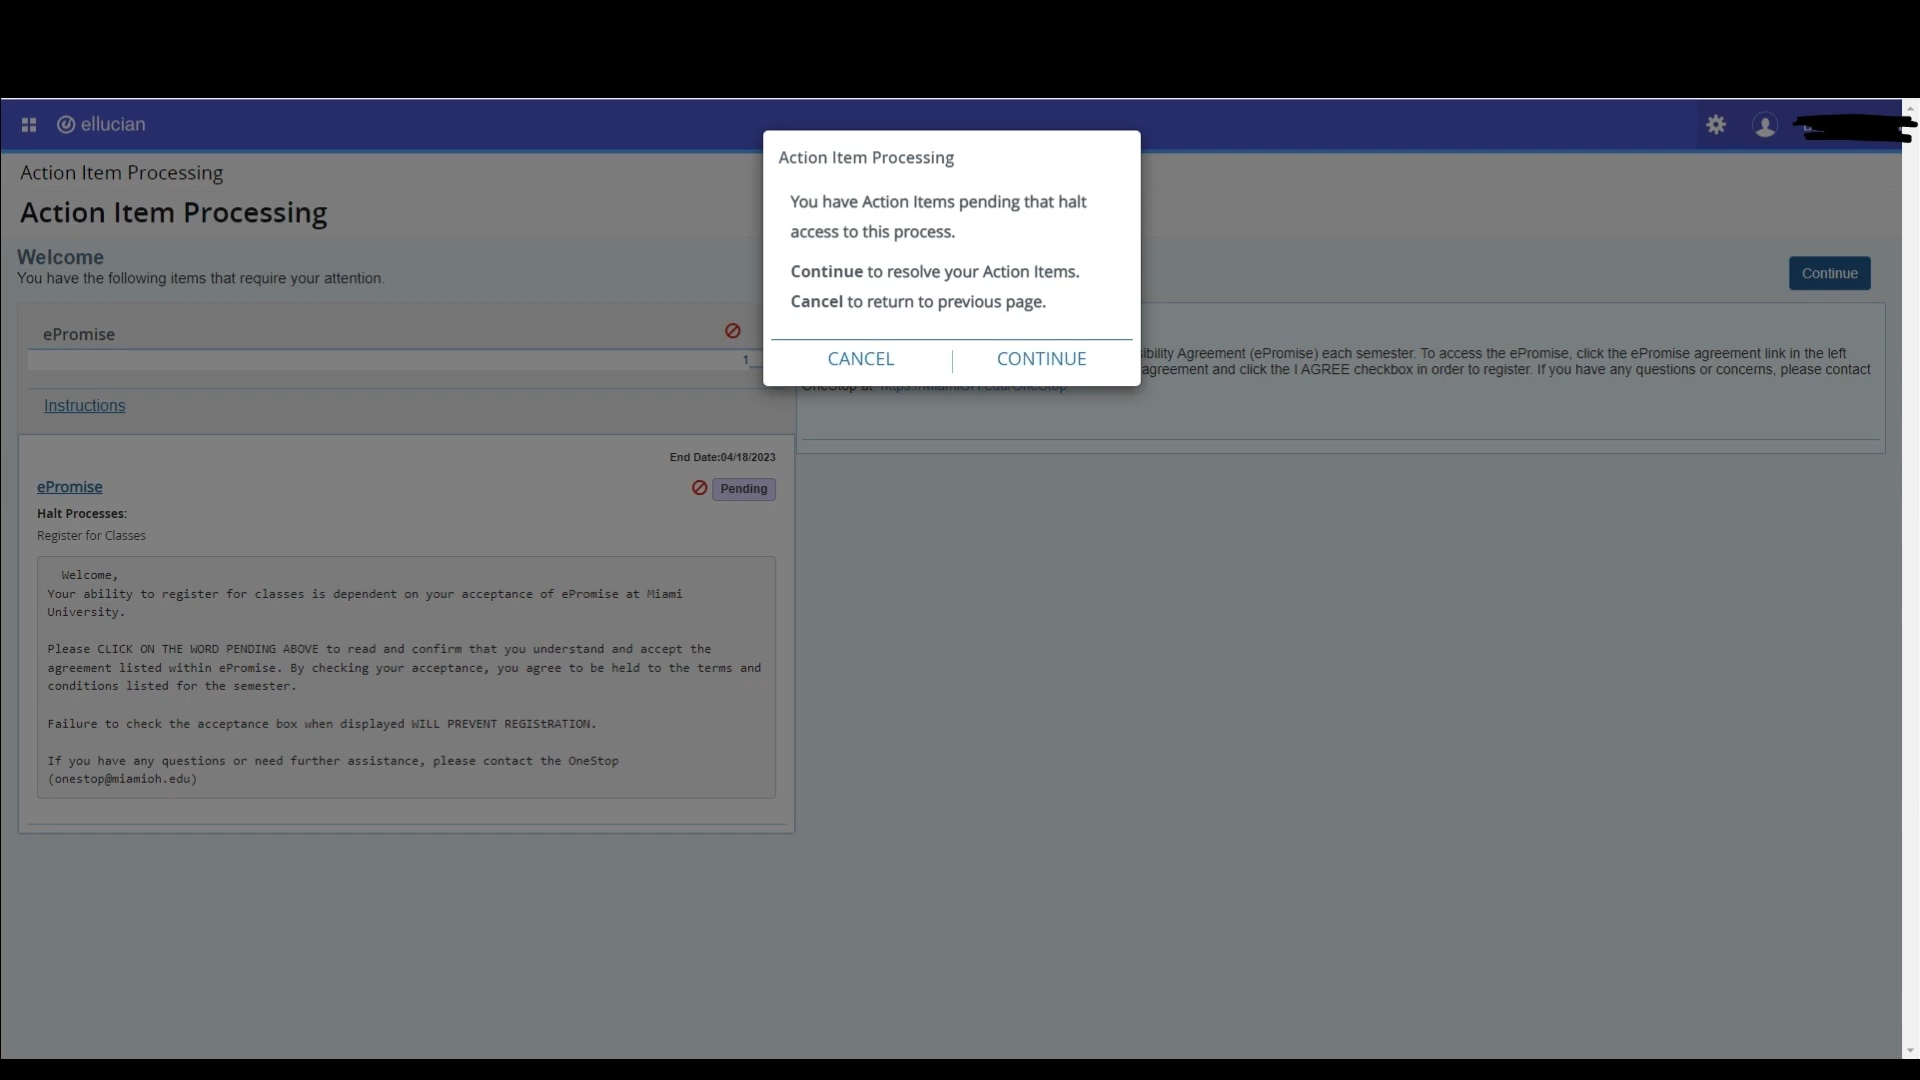 ellucian
Action Item Processing
Action Item Processing
Welcome
You have the following items that require your attention.
Continue
ePromise
1
Instructions
End Date:04/18/2023
ePromise
Pending
Halt Processes:
Register for Classes
Welcome,
Your ability to register for classes is dependent on your acceptance of ePromise at Miami
University.
Please CLICK ON THE WORD PENDING ABOVE to read and confirm that you understand and accept the
agreement listed within ePromise. By checking your acceptance, you agree to be held to the terms and
conditions listed for the semester.
Failure to check the acceptance box when displayed WILL PREVENT REGIStRATION.
If you have any questions or need further assistance, please contact the OneStop
(onestop@miamioh.edu)
Action Item Processing
You have Action Items pending that halt
access to this process.
Continue to resolve your Action Items.
Cancel to return to previous page.
CANCEL
CONTINUE
Agreement (ePromise) each semester. To access the ePromise, click the ePromise agreement link in the left
agreement and click the I AGREE checkbox in order to register. If you have any questions or concerns, please contact